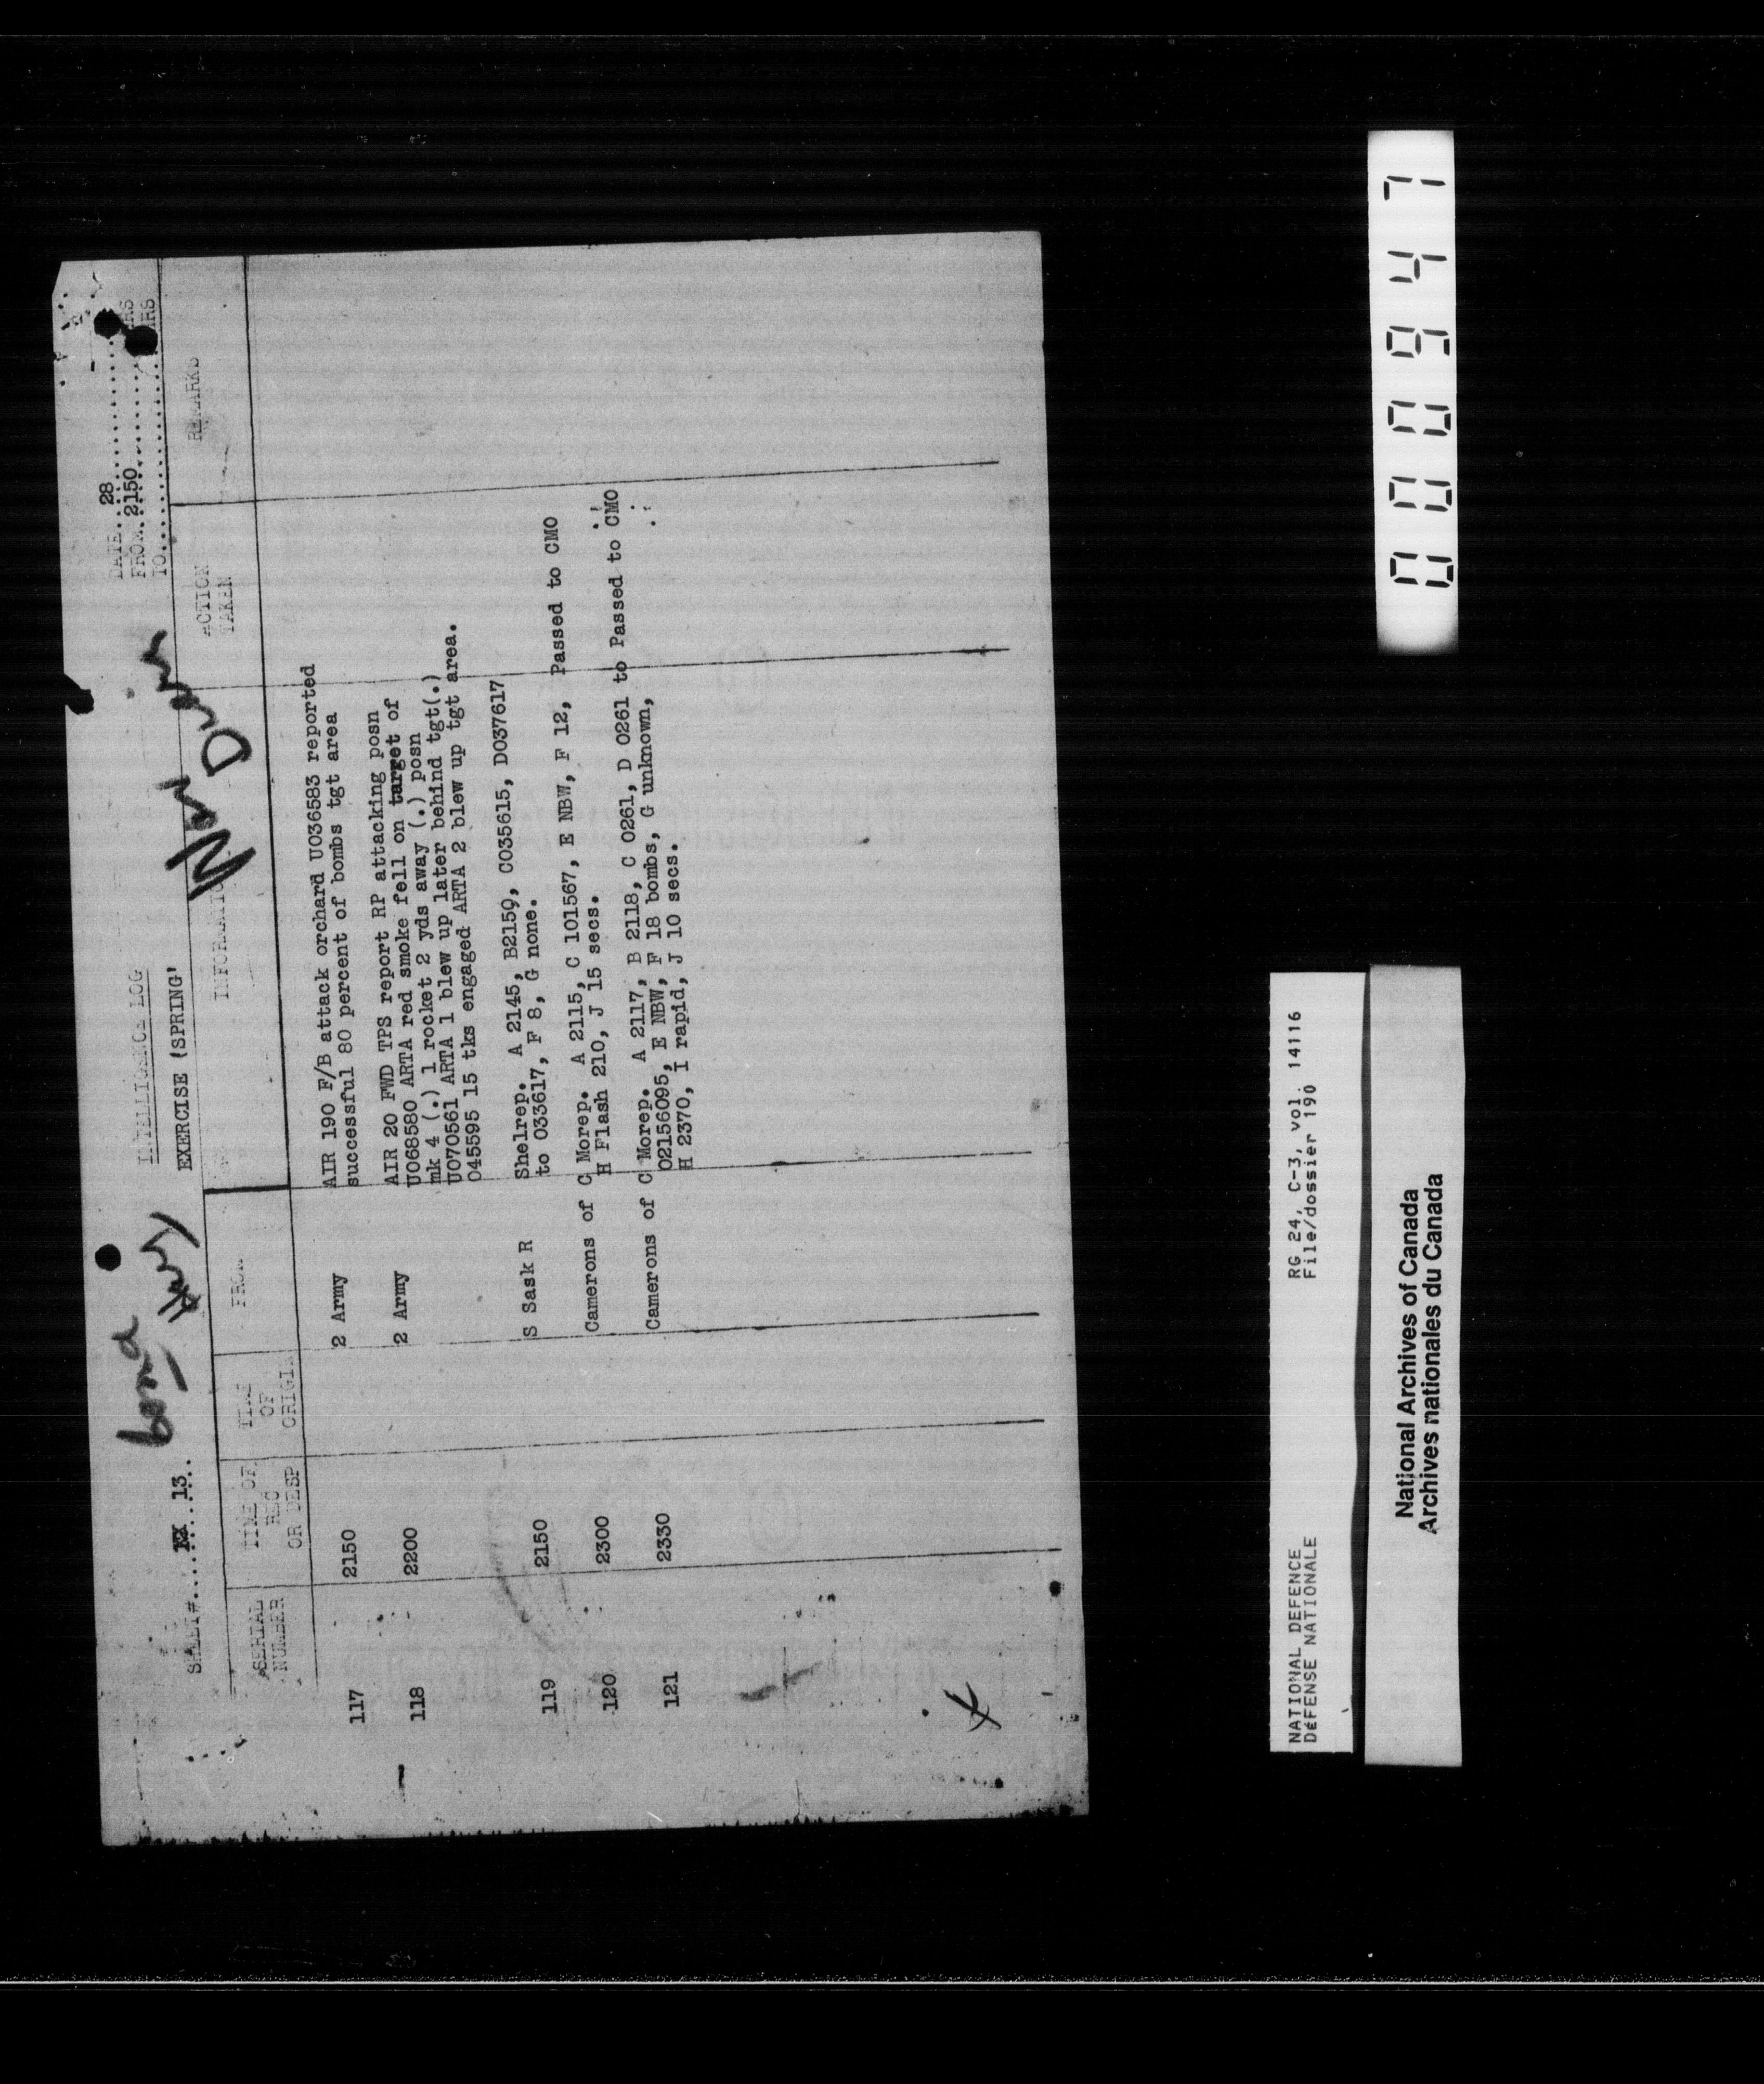 INTELLIGENCE LOG
EXERCISE 'SPRING'
SHEET#.....13..
DATE..28
FROM.2150 HRS
TO HRS
SERIAL NUMBER
TIME OF REC OR DESP
TIME OF ORIGIN
FROM
INFORMATION
ACTION TAKEN
REMARKS
117 2150 2 Army AIR 190 F/B attack orchard U036583 reported
successful 80 percent of bombs tgt area
118 2200 2 Army AIR 20 FWD TPS report RP attacking posn
U068580 ARTA red smoke fell on target of
mk 4 (.) 1 rocket 2 yds away (.) posn
U070561 ARTA 1 blew up later behind tgt(.)
045595 15 tks engaged ARTA 2 blew up tgt area.
119 2150 S Sask R Shelrep. A 2145, B2159, C035615, D037617
to 033617, F 8, G none.
120 2300 Camerons of C Morep. A 2115, C 101567, E NBW, F 12, Passed to CMO
H Flash 210, J 15 secs.
121 2330 Camerons of C Morep. A 2117, B 2118, C 0261, D 0261 to Passed to CMO
02156095, E NBW, F 18 bombs, G unknown,
H 2370, I rapid, J 10 secs.
0000947
NATIONAL DEFENCE RG 24, C-3, vol. 14116
DéFENSE NATIONALE File/dossier 190
National Archives of Canada
Archives nationales du Canada